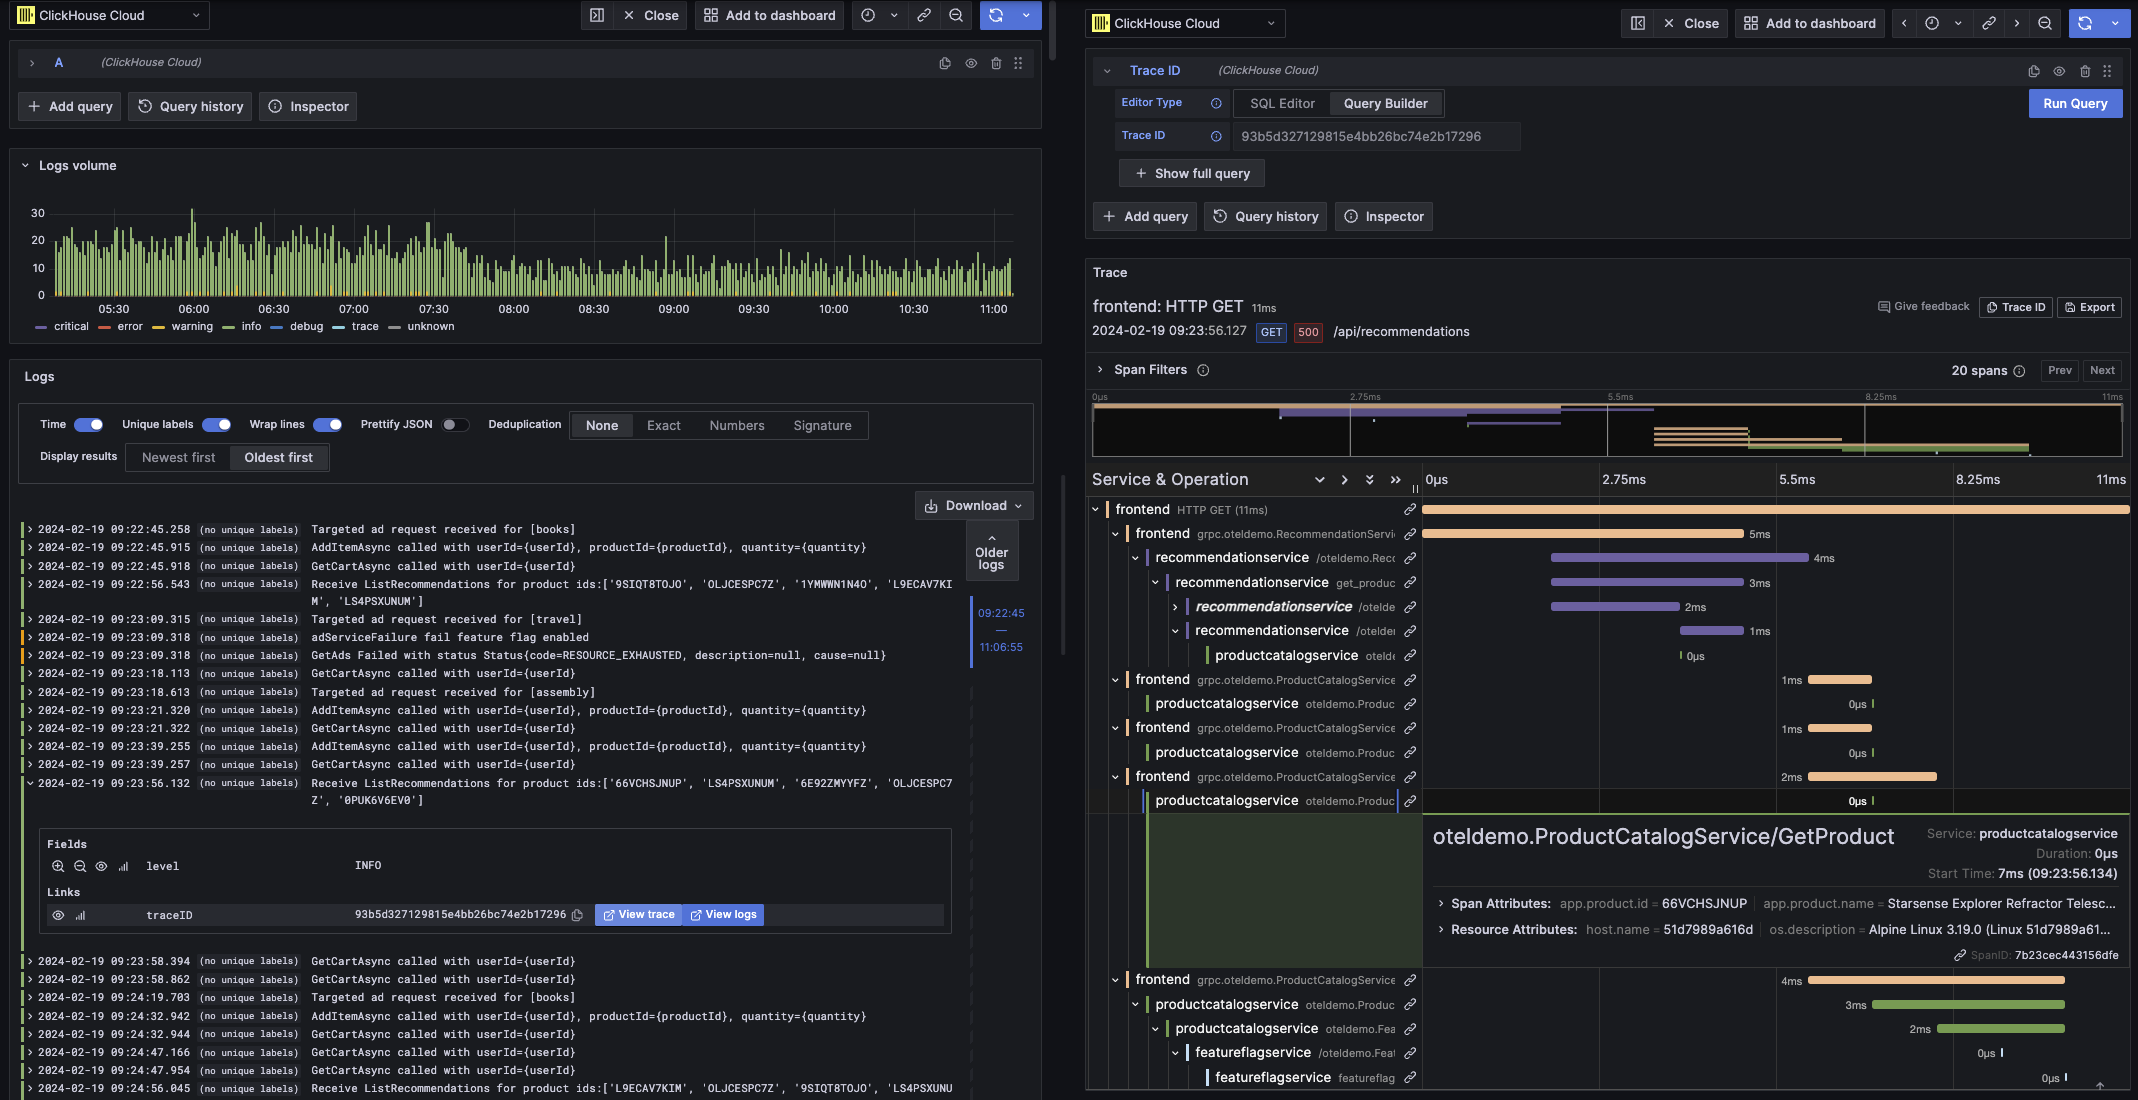 ClickHouse Cloud
Close
Add to dashboard
A
(ClickHouse Cloud)
Add query
Query history
Inspector
Logs volume
30
20
10
0
05:30
06:00
06:30
07:00
07:30
08:00
08:30
09:00
09:30
10:00
10:30
11:00
critical
error
warning
info
debug
trace
unknown
Logs
Time
Unique labels
Wrap lines
Prettify JSON
Deduplication
None
Exact
Numbers
Signature
Display results
Newest first
Oldest first
Download
Older
logs
09:22:45
—
11:06:55
2024-02-19 09:22:45.258 (no unique labels) Targeted ad request received for [books]
2024-02-19 09:22:45.915 (no unique labels) AddItemAsync called with userId={userId}, productId={productId}, quantity={quantity}
2024-02-19 09:22:45.918 (no unique labels) GetCartAsync called with userId={userId}
2024-02-19 09:22:56.543 (no unique labels) Receive ListRecommendations for product ids:['9SIQT8TOJO', 'OLJCESPC7Z', '1YMWWN1N4O', 'L9ECAV7KI
M', 'LS4PSXUNUM']
2024-02-19 09:23:09.315 (no unique labels) Targeted ad request received for [travel]
2024-02-19 09:23:09.318 (no unique labels) adServiceFailure fail feature flag enabled
2024-02-19 09:23:09.318 (no unique labels) GetAds Failed with status Status{code=RESOURCE_EXHAUSTED, description=null, cause=null}
2024-02-19 09:23:18.113 (no unique labels) GetCartAsync called with userId={userId}
2024-02-19 09:23:18.613 (no unique labels) Targeted ad request received for [assembly]
2024-02-19 09:23:21.320 (no unique labels) AddItemAsync called with userId={userId}, productId={productId}, quantity={quantity}
2024-02-19 09:23:21.322 (no unique labels) GetCartAsync called with userId={userId}
2024-02-19 09:23:39.255 (no unique labels) AddItemAsync called with userId={userId}, productId={productId}, quantity={quantity}
2024-02-19 09:23:39.257 (no unique labels) GetCartAsync called with userId={userId}
2024-02-19 09:23:56.132 (no unique labels) Receive ListRecommendations for product ids:['66VCHSJNUP', 'LS4PSXUNUM', '6E92ZMYYFZ', 'OLJCESPC7
Z', '0PUK6V6EV0']
Fields
level
INFO
Links
traceID
93b5d327129815e4bb26bc74e2b17296
View trace
View logs
2024-02-19 09:23:58.394 (no unique labels) GetCartAsync called with userId={userId}
2024-02-19 09:23:58.862 (no unique labels) GetCartAsync called with userId={userId}
2024-02-19 09:24:19.703 (no unique labels) Targeted ad request received for [books]
2024-02-19 09:24:32.942 (no unique labels) AddItemAsync called with userId={userId}, productId={productId}, quantity={quantity}
2024-02-19 09:24:32.944 (no unique labels) GetCartAsync called with userId={userId}
2024-02-19 09:24:47.166 (no unique labels) GetCartAsync called with userId={userId}
2024-02-19 09:24:47.954 (no unique labels) GetCartAsync called with userId={userId}
2024-02-19 09:24:56.045 (no unique labels) Receive ListRecommendations for product ids:['L9ECAV7KIM', 'OLJCESPC7Z', '9SIQT8TOJO', 'LS4PSXUNU
ClickHouse Cloud
Close
Add to dashboard
Trace ID
(ClickHouse Cloud)
Editor Type
SQL Editor
Query Builder
Run Query
Trace ID
93b5d327129815e4bb26bc74e2b17296
Show full query
Add query
Query history
Inspector
Trace
frontend: HTTP GET 11ms
Give feedback
Trace ID
Export
2024-02-19 09:23:56.127 GET 500 /api/recommendations
Span Filters
20 spans
Prev
Next
0μs
2.75ms
5.5ms
8.25ms
11ms
Service & Operation
0μs
2.75ms
5.5ms
8.25ms
11ms
frontend HTTP GET (11ms)
frontend grpc.oteldemo.RecommendationServi
5ms
recommendationservice /oteldemo.Reco
4ms
recommendationservice get_produc
3ms
recommendationservice /otelde
2ms
recommendationservice /otelde
1ms
productcatalogservice otelde
0μs
frontend grpc.oteldemo.ProductCatalogService
1ms
productcatalogservice oteldemo.Produc
0μs
frontend grpc.oteldemo.ProductCatalogService
1ms
productcatalogservice oteldemo.Produc
0μs
frontend grpc.oteldemo.ProductCatalogService
2ms
productcatalogservice oteldemo.Produc
0μs
oteldemo.ProductCatalogService/GetProduct
Service: productcatalogservice
Duration: 0μs
Start Time: 7ms (09:23:56.134)
Span Attributes: app.product.id = 66VCHSJNUP app.product.name = Starsense Explorer Refractor Telesc...
Resource Attributes: host.name = 51d7989a616d os.description = Alpine Linux 3.19.0 (Linux 51d7989a61...
SpanID: 7b23cec443156dfe
frontend grpc.oteldemo.ProductCatalogService
4ms
productcatalogservice oteldemo.Produc
3ms
productcatalogservice oteldemo.Fea
2ms
featureflagservice /oteldemo.Feat
0μs
featureflagservice featureflag
0μs